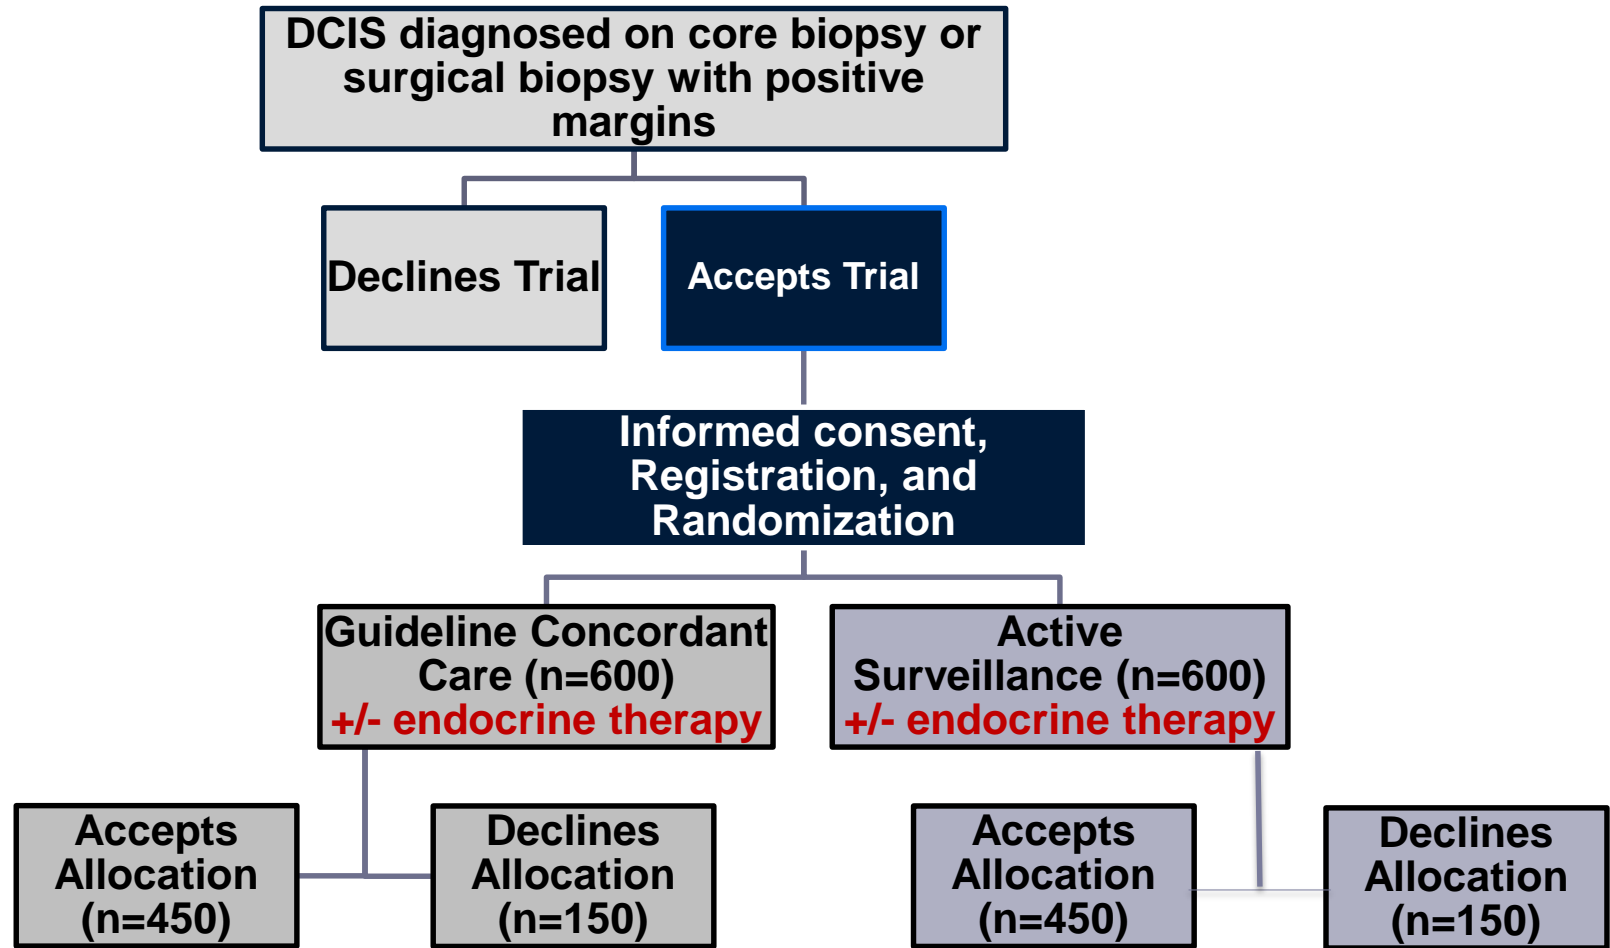 DCIS diagnosed on core biopsy or
surgical biopsy with positive
margins
Declines Trial
Accepts Trial
Informed consent,
Registration, and
Randomization
Guideline Concordant
Care (n=600)
+/- endocrine therapy
Active
Surveillance (n=600)
+/- endocrine therapy
Accepts
Allocation
(n=450)
Declines
Allocation
(n=150)
Accepts
Allocation
(n=450)
Declines
Allocation
(n=150)